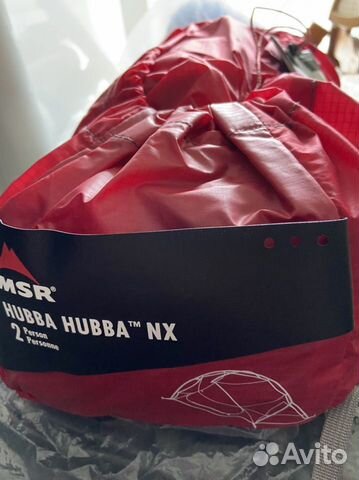 MSR®
HUBBA HUBBA™ NX
2 Person
Personne
Avito